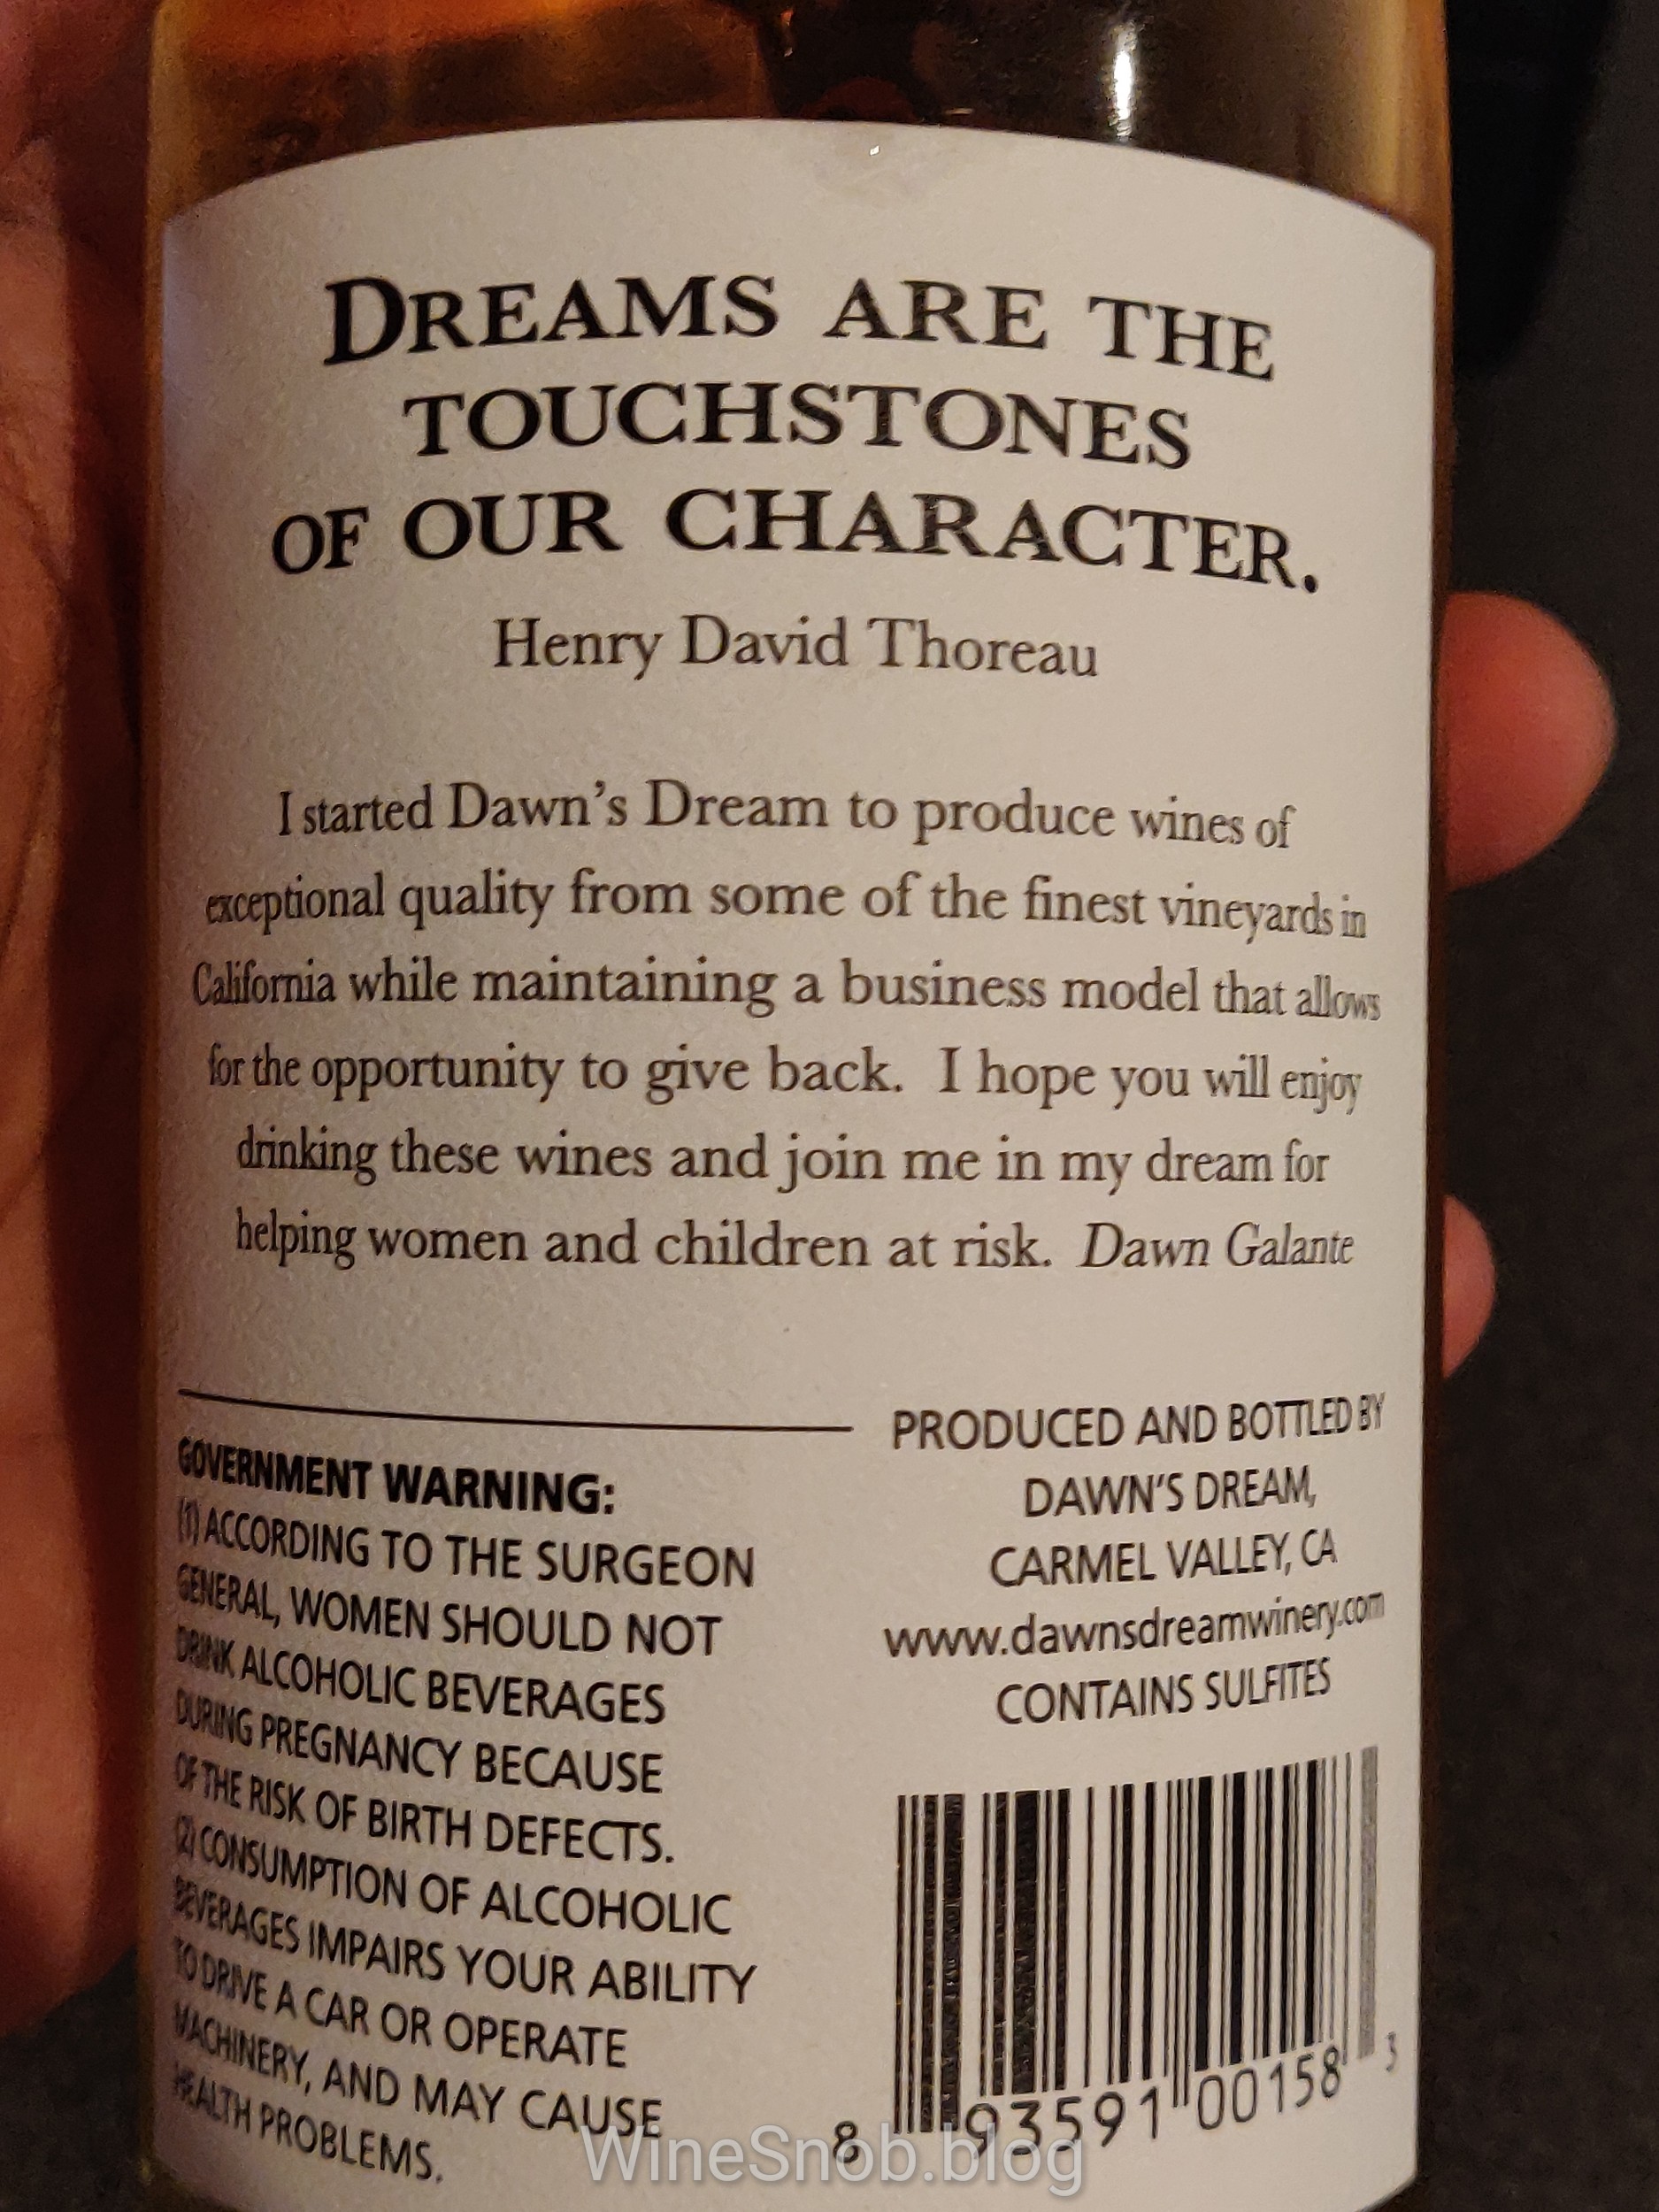 DREAMS ARE THE
TOUCHSTONES
OF OUR CHARACTER.
Henry David Thoreau
I started Dawn's Dream to produce wines of
exceptional quality from some of the finest vineyards in
California while maintaining a business model that allows
for the opportunity to give back. I hope you will enjoy
drinking these wines and join me in my dream for
helping women and children at risk. Dawn Galante
GOVERNMENT WARNING:
(1) ACCORDING TO THE SURGEON
GENERAL, WOMEN SHOULD NOT
DRINK ALCOHOLIC BEVERAGES
DURING PREGNANCY BECAUSE
OF THE RISK OF BIRTH DEFECTS.
(2) CONSUMPTION OF ALCOHOLIC
BEVERAGES IMPAIRS YOUR ABILITY
TO DRIVE A CAR OR OPERATE
MACHINERY, AND MAY CAUSE
HEALTH PROBLEMS.
PRODUCED AND BOTTLED BY
DAWN'S DREAM,
CARMEL VALLEY, CA
www.dawnsdreamwinery.com
CONTAINS SULFITES
8 93591 00158 3
WineSnob.blog